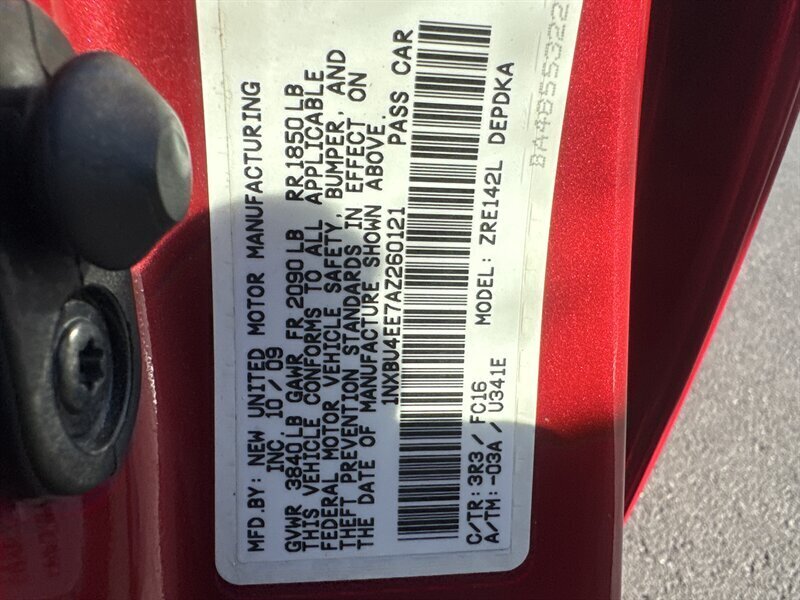 MFD.BY: NEW UNITED MOTOR MANUFACTURING
INC. 10/09
GVWR 3840LB GAWR FR 2090LB RR 1850LB
THIS VEHICLE CONFORMS TO ALL APPLICABLE
FEDERAL MOTOR VEHICLE SAFETY, BUMPER, AND
THEFT PREVENTION STANDARDS IN EFFECT ON
THE DATE OF MANUFACTURE SHOWN ABOVE.
1NXBU4EE7AZ260121 PASS CAR
C/TR: 3R3/FC16 MODEL: ZRE142L DEPDKA
A/TM: -03A/U341E